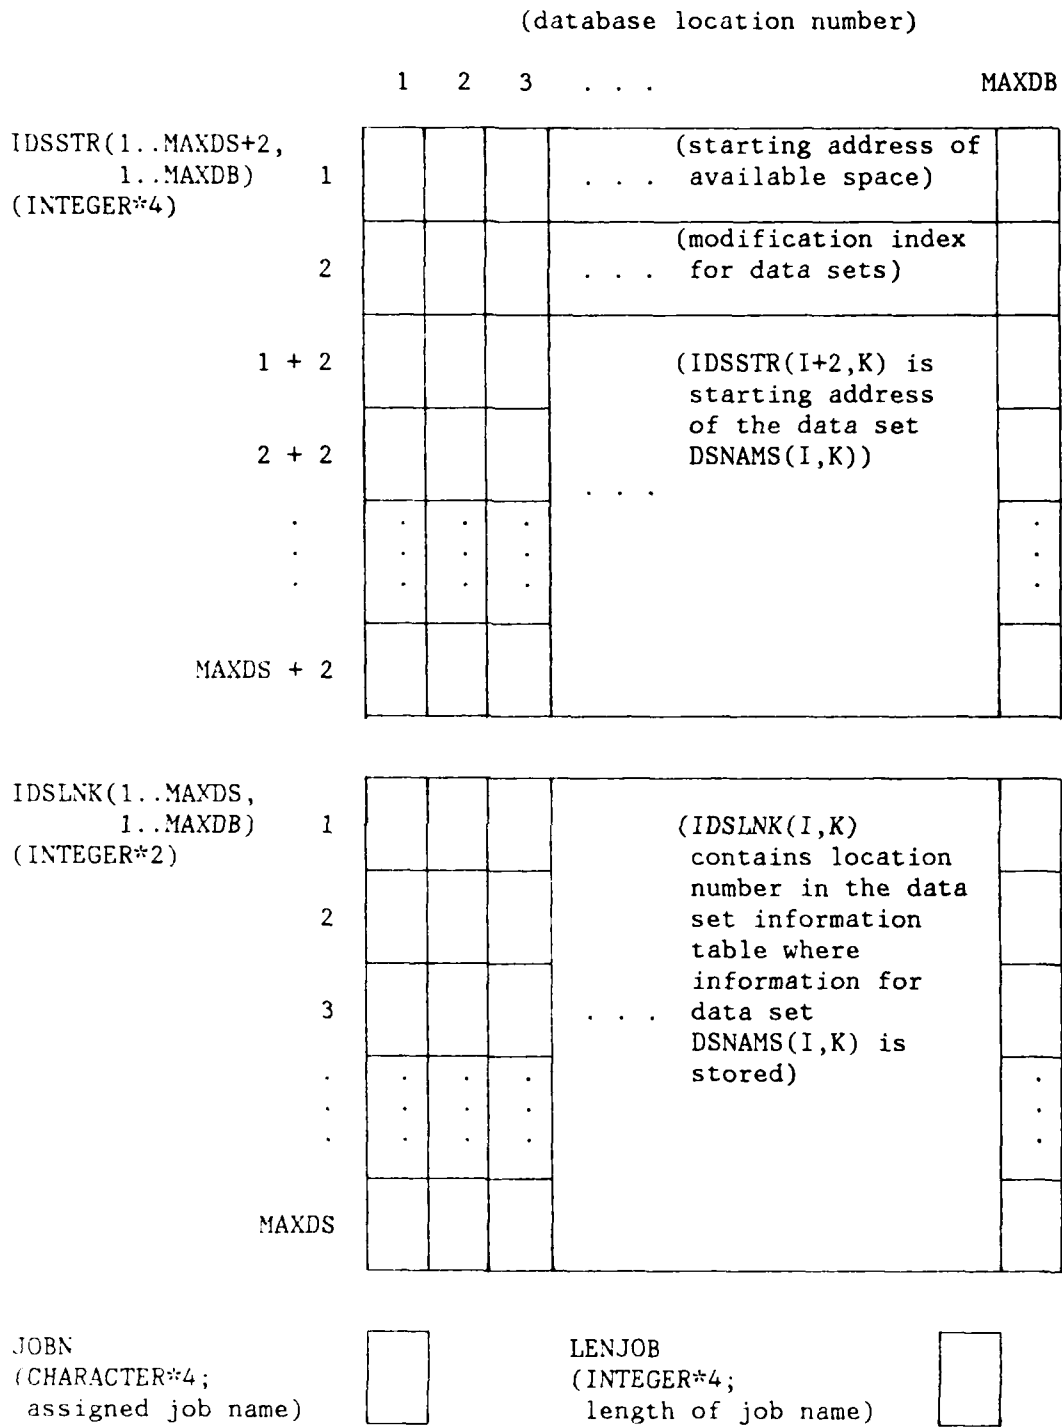 (database location number)
1 2 3 . . . MAXDB
IDSSTR(1..MAXDS+2,
1..MAXDB)
(INTEGER*4)
1
. . . (starting address of
available space)
2
. . . (modification index
for data sets)
1 + 2
(IDSSTR(I+2,K) is
starting address
of the data set
DSNAMS(I,K))
2 + 2
. . .
. . . . .
. . . . .
. . . . .
MAXDS + 2
IDSLNK(1..MAXDS,
1..MAXDB)
(INTEGER*2)
1
(IDSLNK(I,K)
contains location
number in the data
set information
table where
information for
data set
DSNAMS(I,K) is
stored)
2
3 . . .
. . . . .
. . . . .
. . . . .
MAXDS
JOBN
(CHARACTER*4;
assigned job name)
LENJOB
(INTEGER*4;
length of job name)